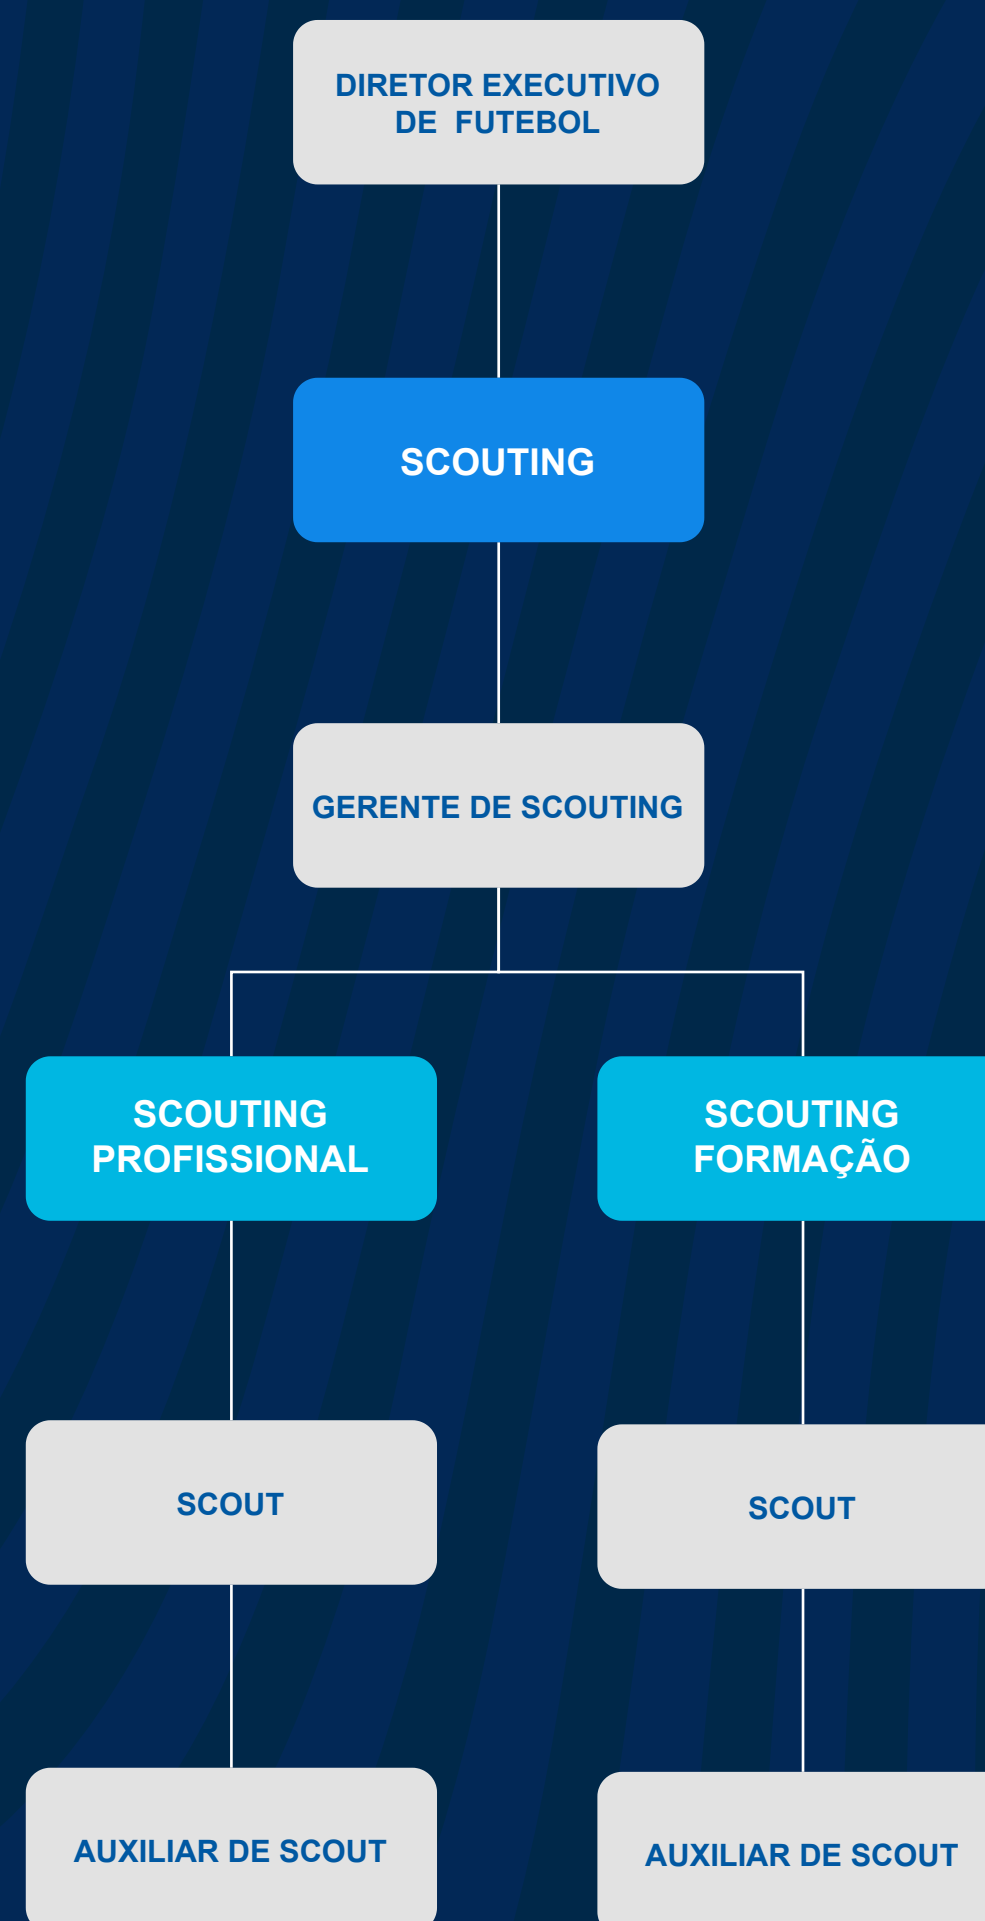 DIRETOR EXECUTIVO
DE FUTEBOL
SCOUTING
GERENTE DE SCOUTING
SCOUTING
PROFISSIONAL
SCOUTING
FORMAÇÃO
SCOUT
SCOUT
AUXILIAR DE SCOUT
AUXILIAR DE SCOUT